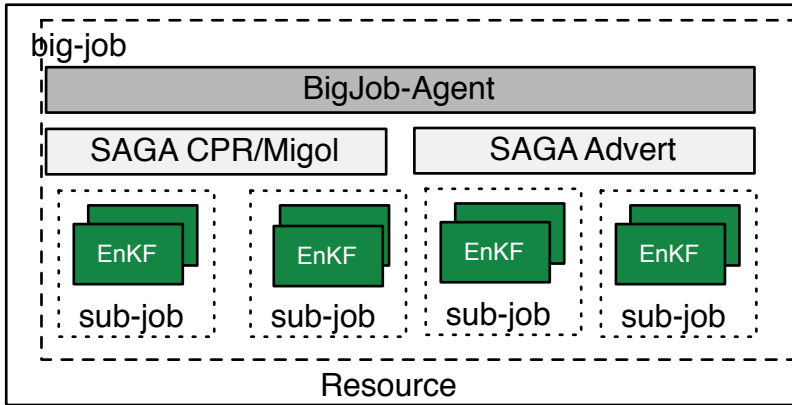 big-job
BigJob-Agent
SAGA CPR/Migol
SAGA Advert
EnKF
EnKF
EnKF
EnKF
sub-job
sub-job
sub-job
sub-job
Resource